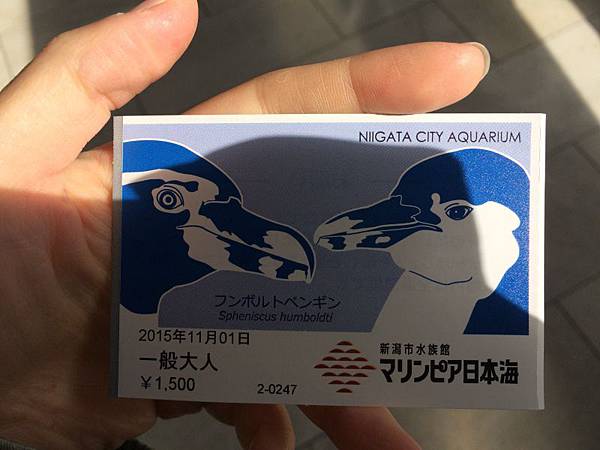 NIIGATA CITY AQUARIUM
フンボルトペンギン
Spheniscus humboldti
2015年11月01日
一般大人
￥1,500
2-0247
新潟市水族館
マリンピア日本海